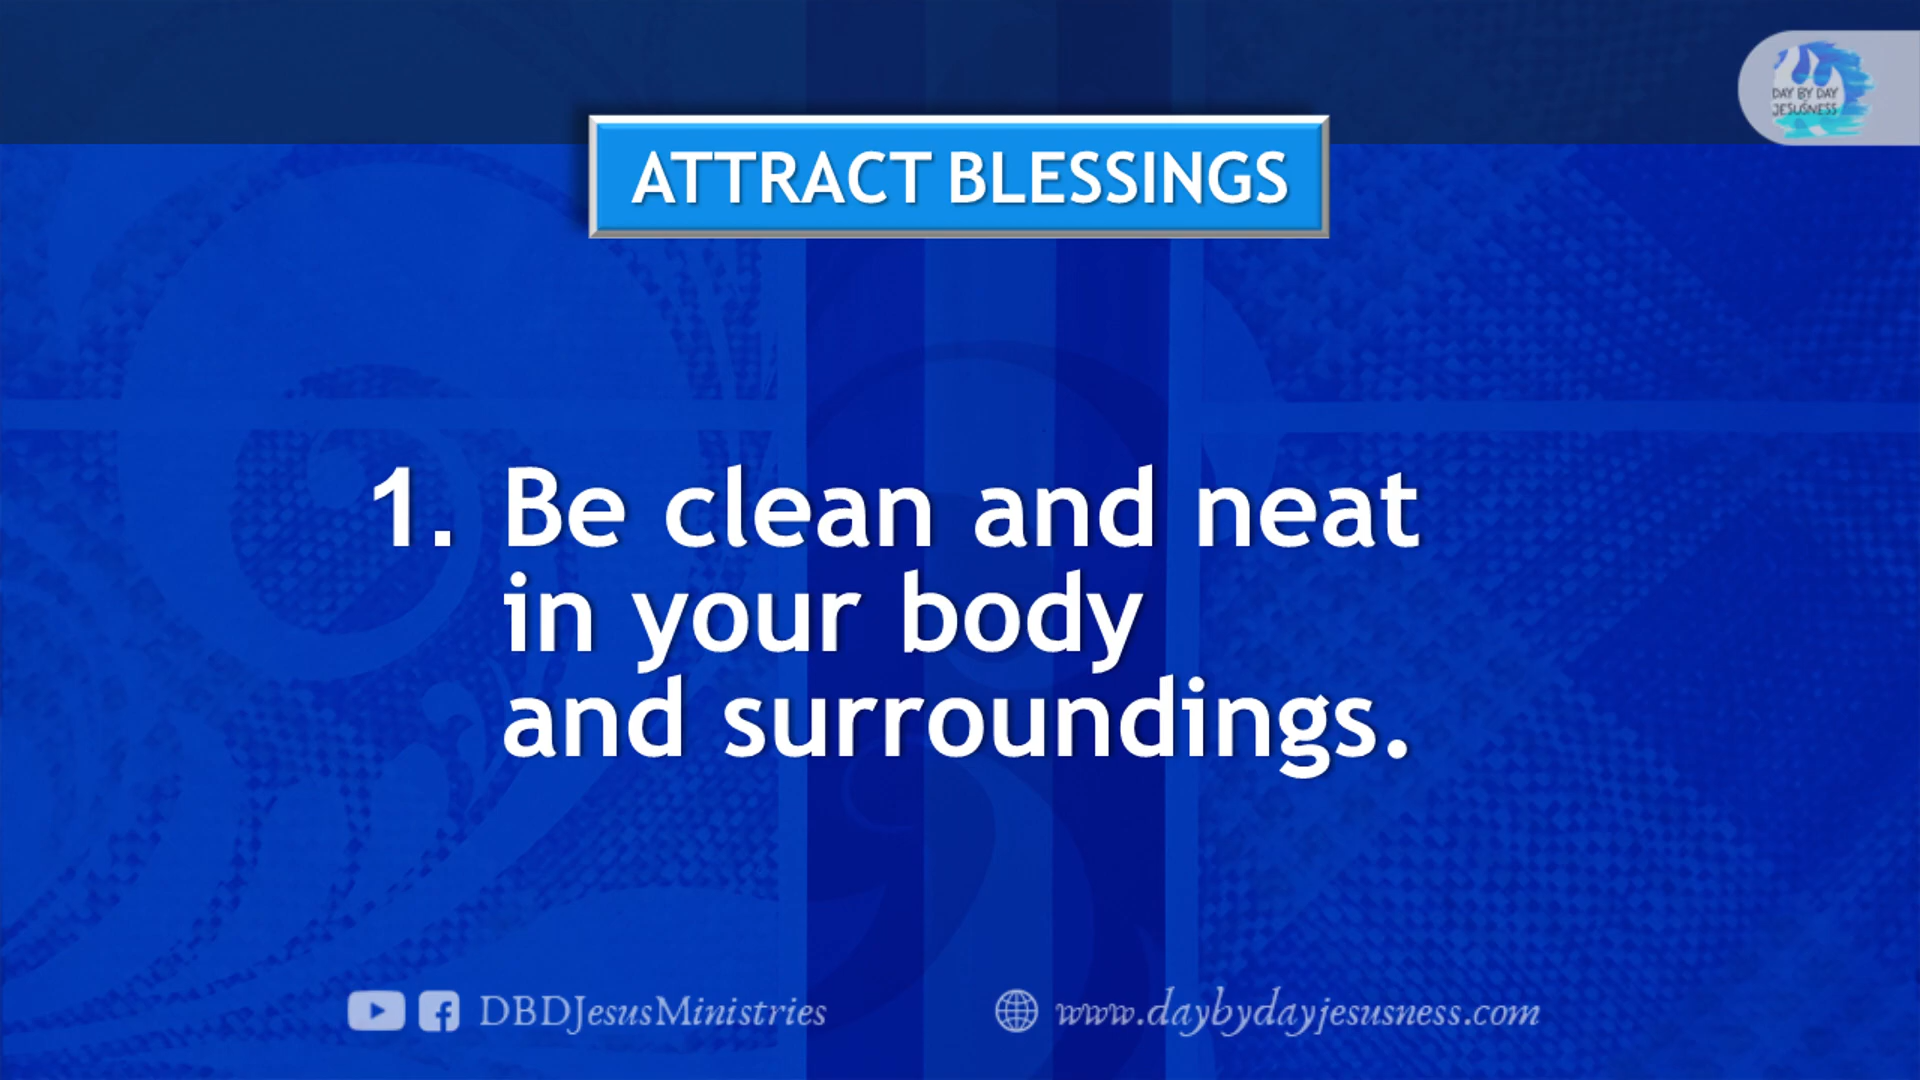 DAY BY DAY
JESUSNESS
ATTRACT BLESSINGS
1. Be clean and neat
in your body
and surroundings.
DBDJesusMinistries
www.daybydayjesusness.com